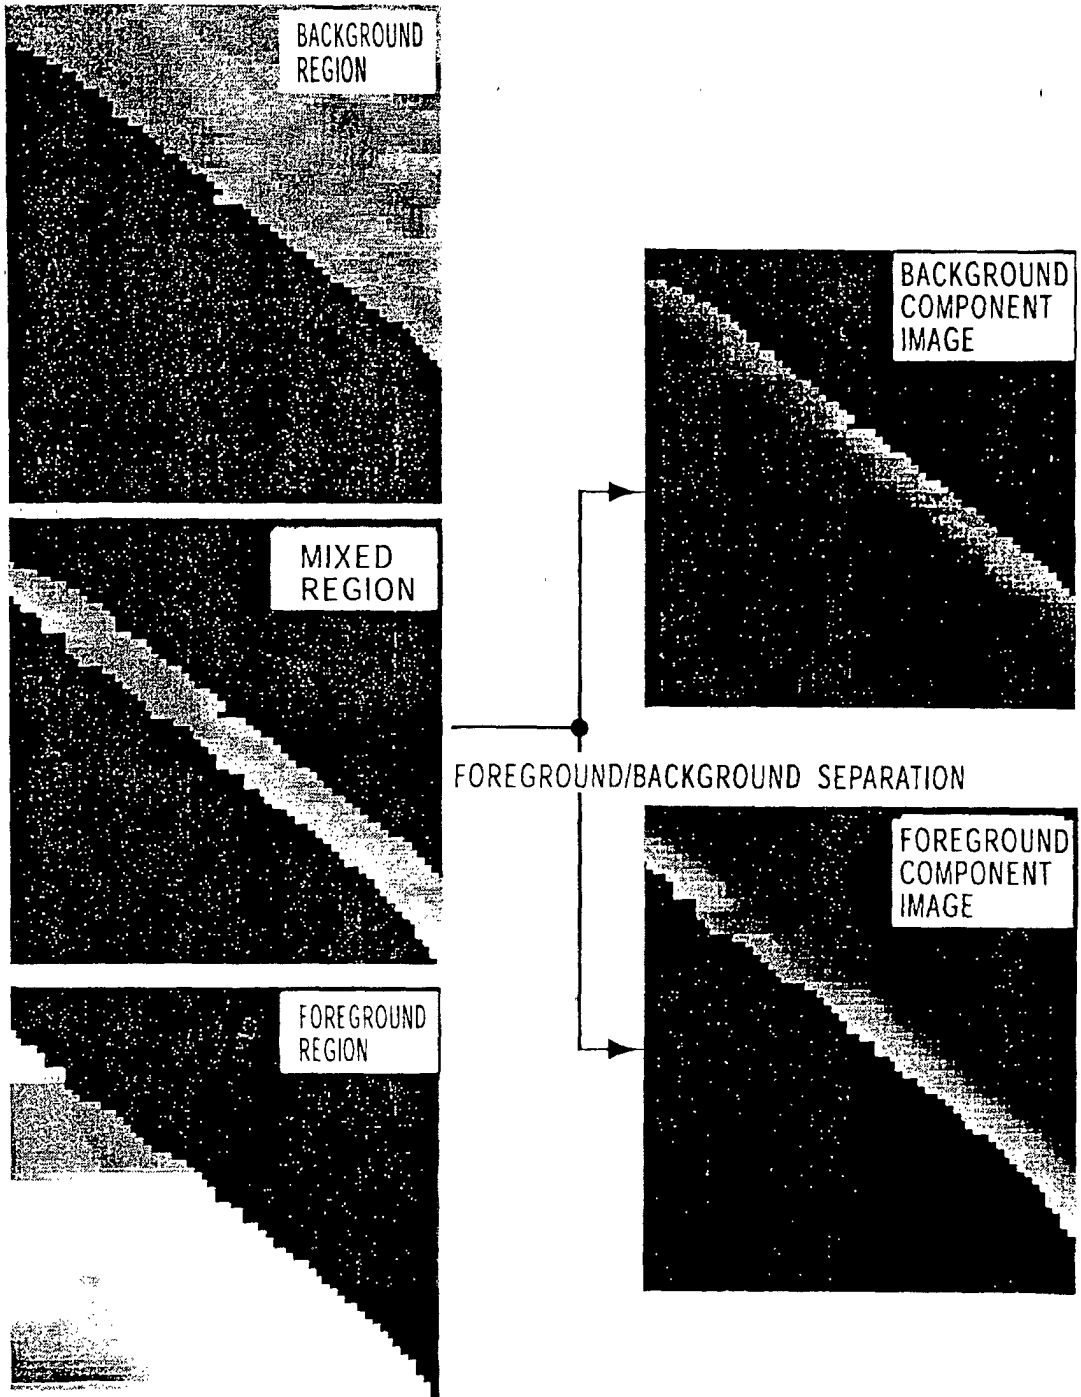 BACKGROUND
REGION
BACKGROUND
COMPONENT
IMAGE
MIXED
REGION
FOREGROUND/BACKGROUND SEPARATION
FOREGROUND
COMPONENT
IMAGE
FOREGROUND
REGION